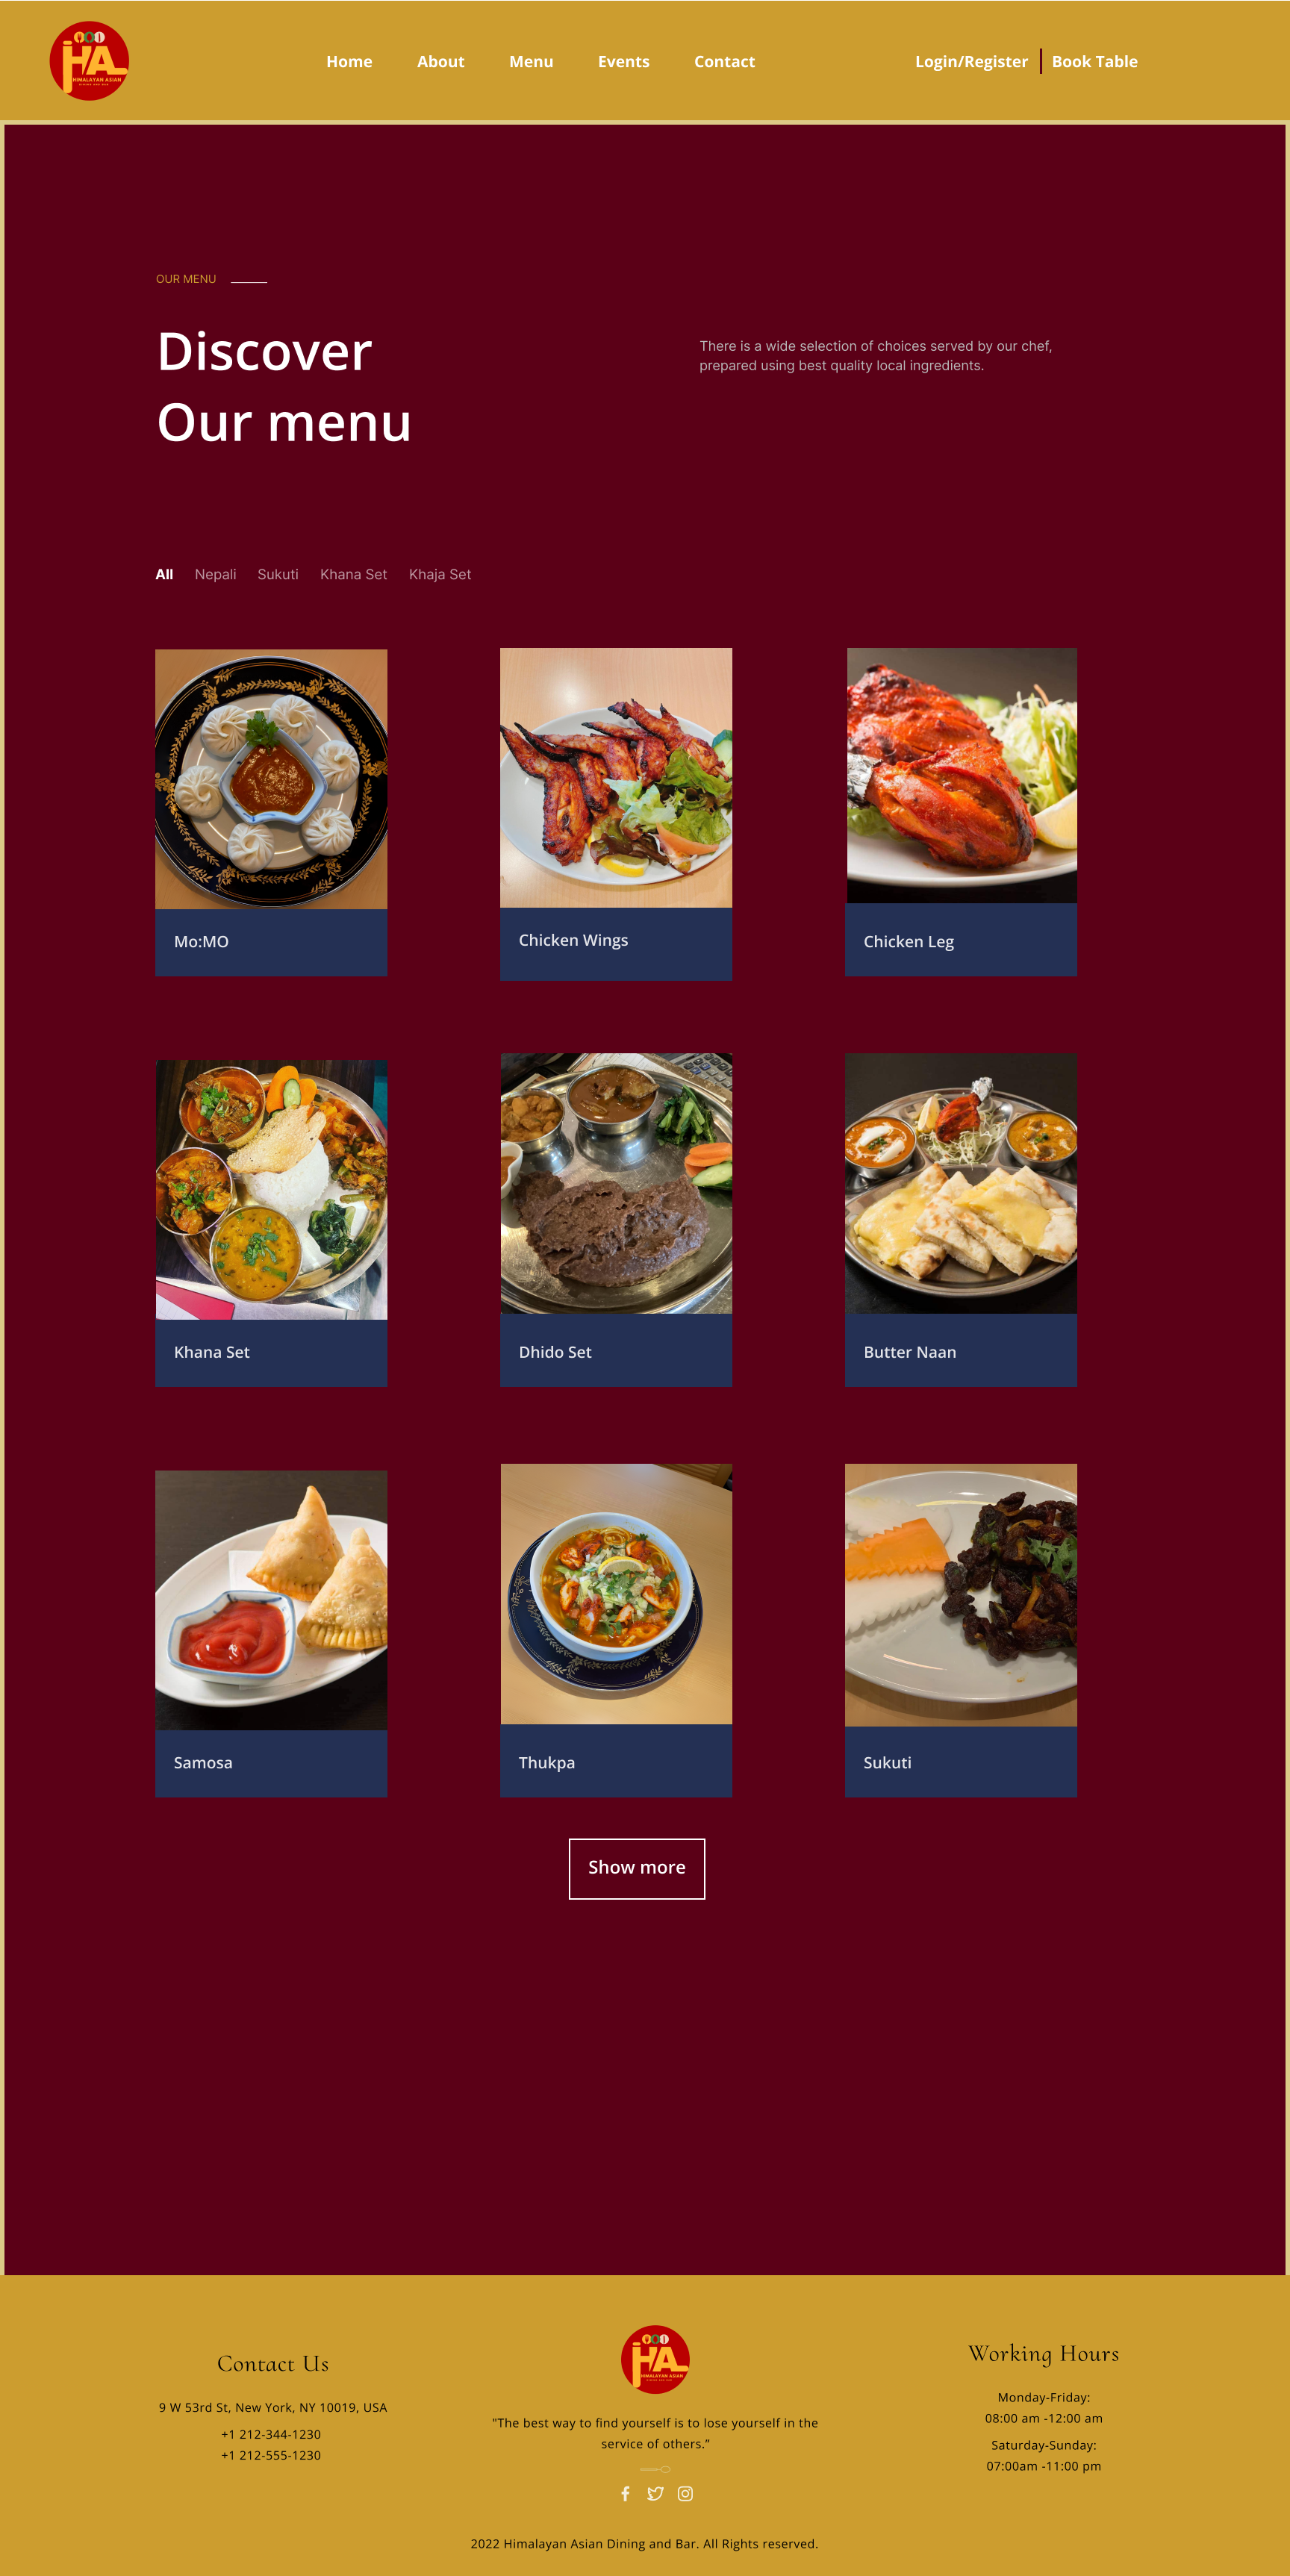 HA
HIMALAYAN ASIAN
DINING AND BAR
Home About Menu Events Contact Login/Register Book Table
OUR MENU
Discover
Our menu
There is a wide selection of choices served by our chef,
prepared using best quality local ingredients.
All Nepali Sukuti Khana Set Khaja Set
Mo:MO
Chicken Wings
Chicken Leg
Khana Set
Dhido Set
Butter Naan
Samosa
Thukpa
Sukuti
Show more
Contact Us
9 W 53rd St, New York, NY 10019, USA
+1 212-344-1230
+1 212-555-1230
HA
HIMALAYAN ASIAN
DINING AND BAR
"The best way to find yourself is to lose yourself in the
service of others.”
Working Hours
Monday-Friday:
08:00 am -12:00 am
Saturday-Sunday:
07:00am -11:00 pm
2022 Himalayan Asian Dining and Bar. All Rights reserved.